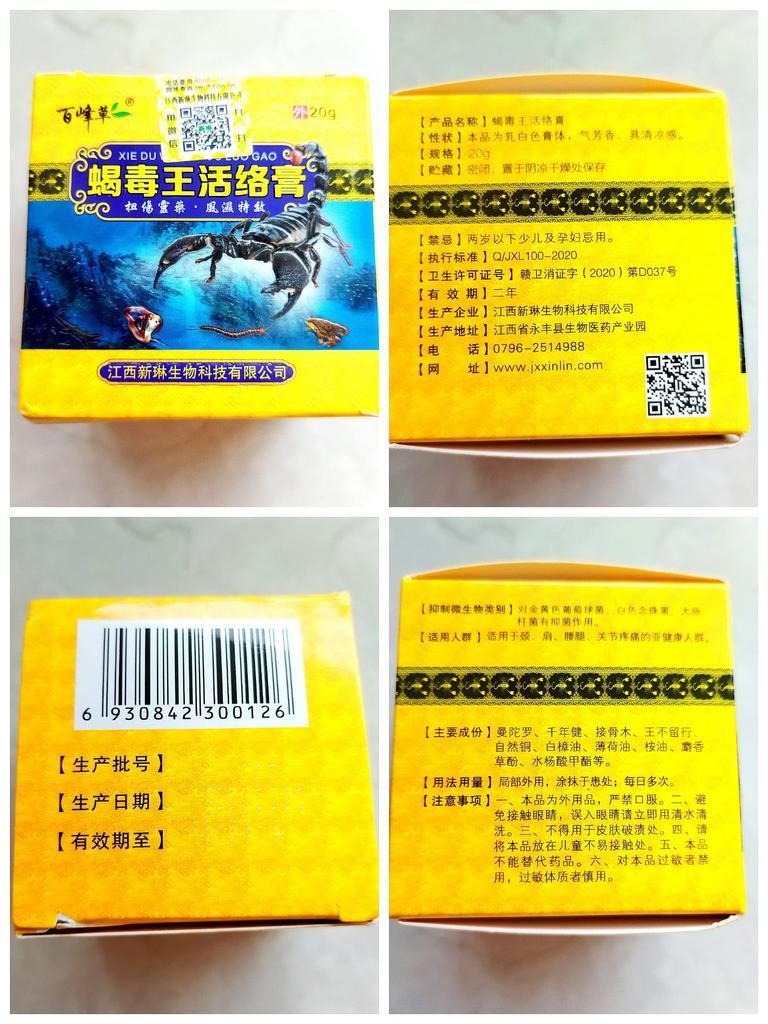 百峰草®
江西新琳生物科技有限公司
外 20g
蝎毒王活络膏
扭傷靈藥·風濕特效
江西新琳生物科技有限公司
【产品名称】蝎毒王活络膏
【性状】本品为乳白色膏体，气芳香、具清凉感。
【规格】20g
【贮藏】密闭，置于阴凉干燥处保存
【禁忌】两岁以下少儿及孕妇忌用。
【执行标准】Q/JXL100-2020
【卫生许可证号】赣卫消证字（2020）第D037号
【有 效 期】二年
【生产企业】江西新琳生物科技有限公司
【生产地址】江西省永丰县生物医药产业园
【电 话】0796-2514988
【网 址】www.jxxinlin.com
6 930842 300126
【生产批号】
【生产日期】
【有效期至】
【抑制微生物类别】对金黄色葡萄球菌、白色念珠菌、大肠
杆菌有抑菌作用。
【适用人群】适用于颈、肩、腰腿、关节疼痛的亚健康人群。
【主要成份】曼陀罗、千年健、接骨木、王不留行、
自然铜、白樟油、薄荷油、桉油、麝香
草酚、水杨酸甲酯等。
【用法用量】局部外用，涂抹于患处；每日多次。
【注意事项】一、本品为外用品，严禁口服。二、避
免接触眼睛，误入眼睛请立即用清水清
洗。三、不得用于皮肤破溃处。四、请
将本品放在儿童不易接触处。五、本品
不能替代药品。六、对本品过敏者禁
用，过敏体质者慎用。